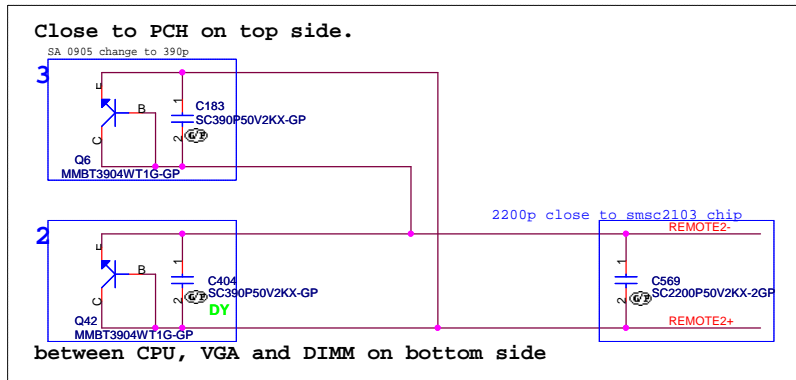 Close to PCH on top side.
SA 0905 change to 390p
3
E
B
C
1
C183
SC390P50V2KX-GP
2
G/P
Q6
MMBT3904WT1G-GP
2
E
B
C
1
C404
SC390P50V2KX-GP
2
G/P
DY
Q42
MMBT3904WT1G-GP
2200p close to smsc2103 chip
REMOTE2-
1
C569
SC2200P50V2KX-2GP
2
G/P
REMOTE2+
between CPU, VGA and DIMM on bottom side